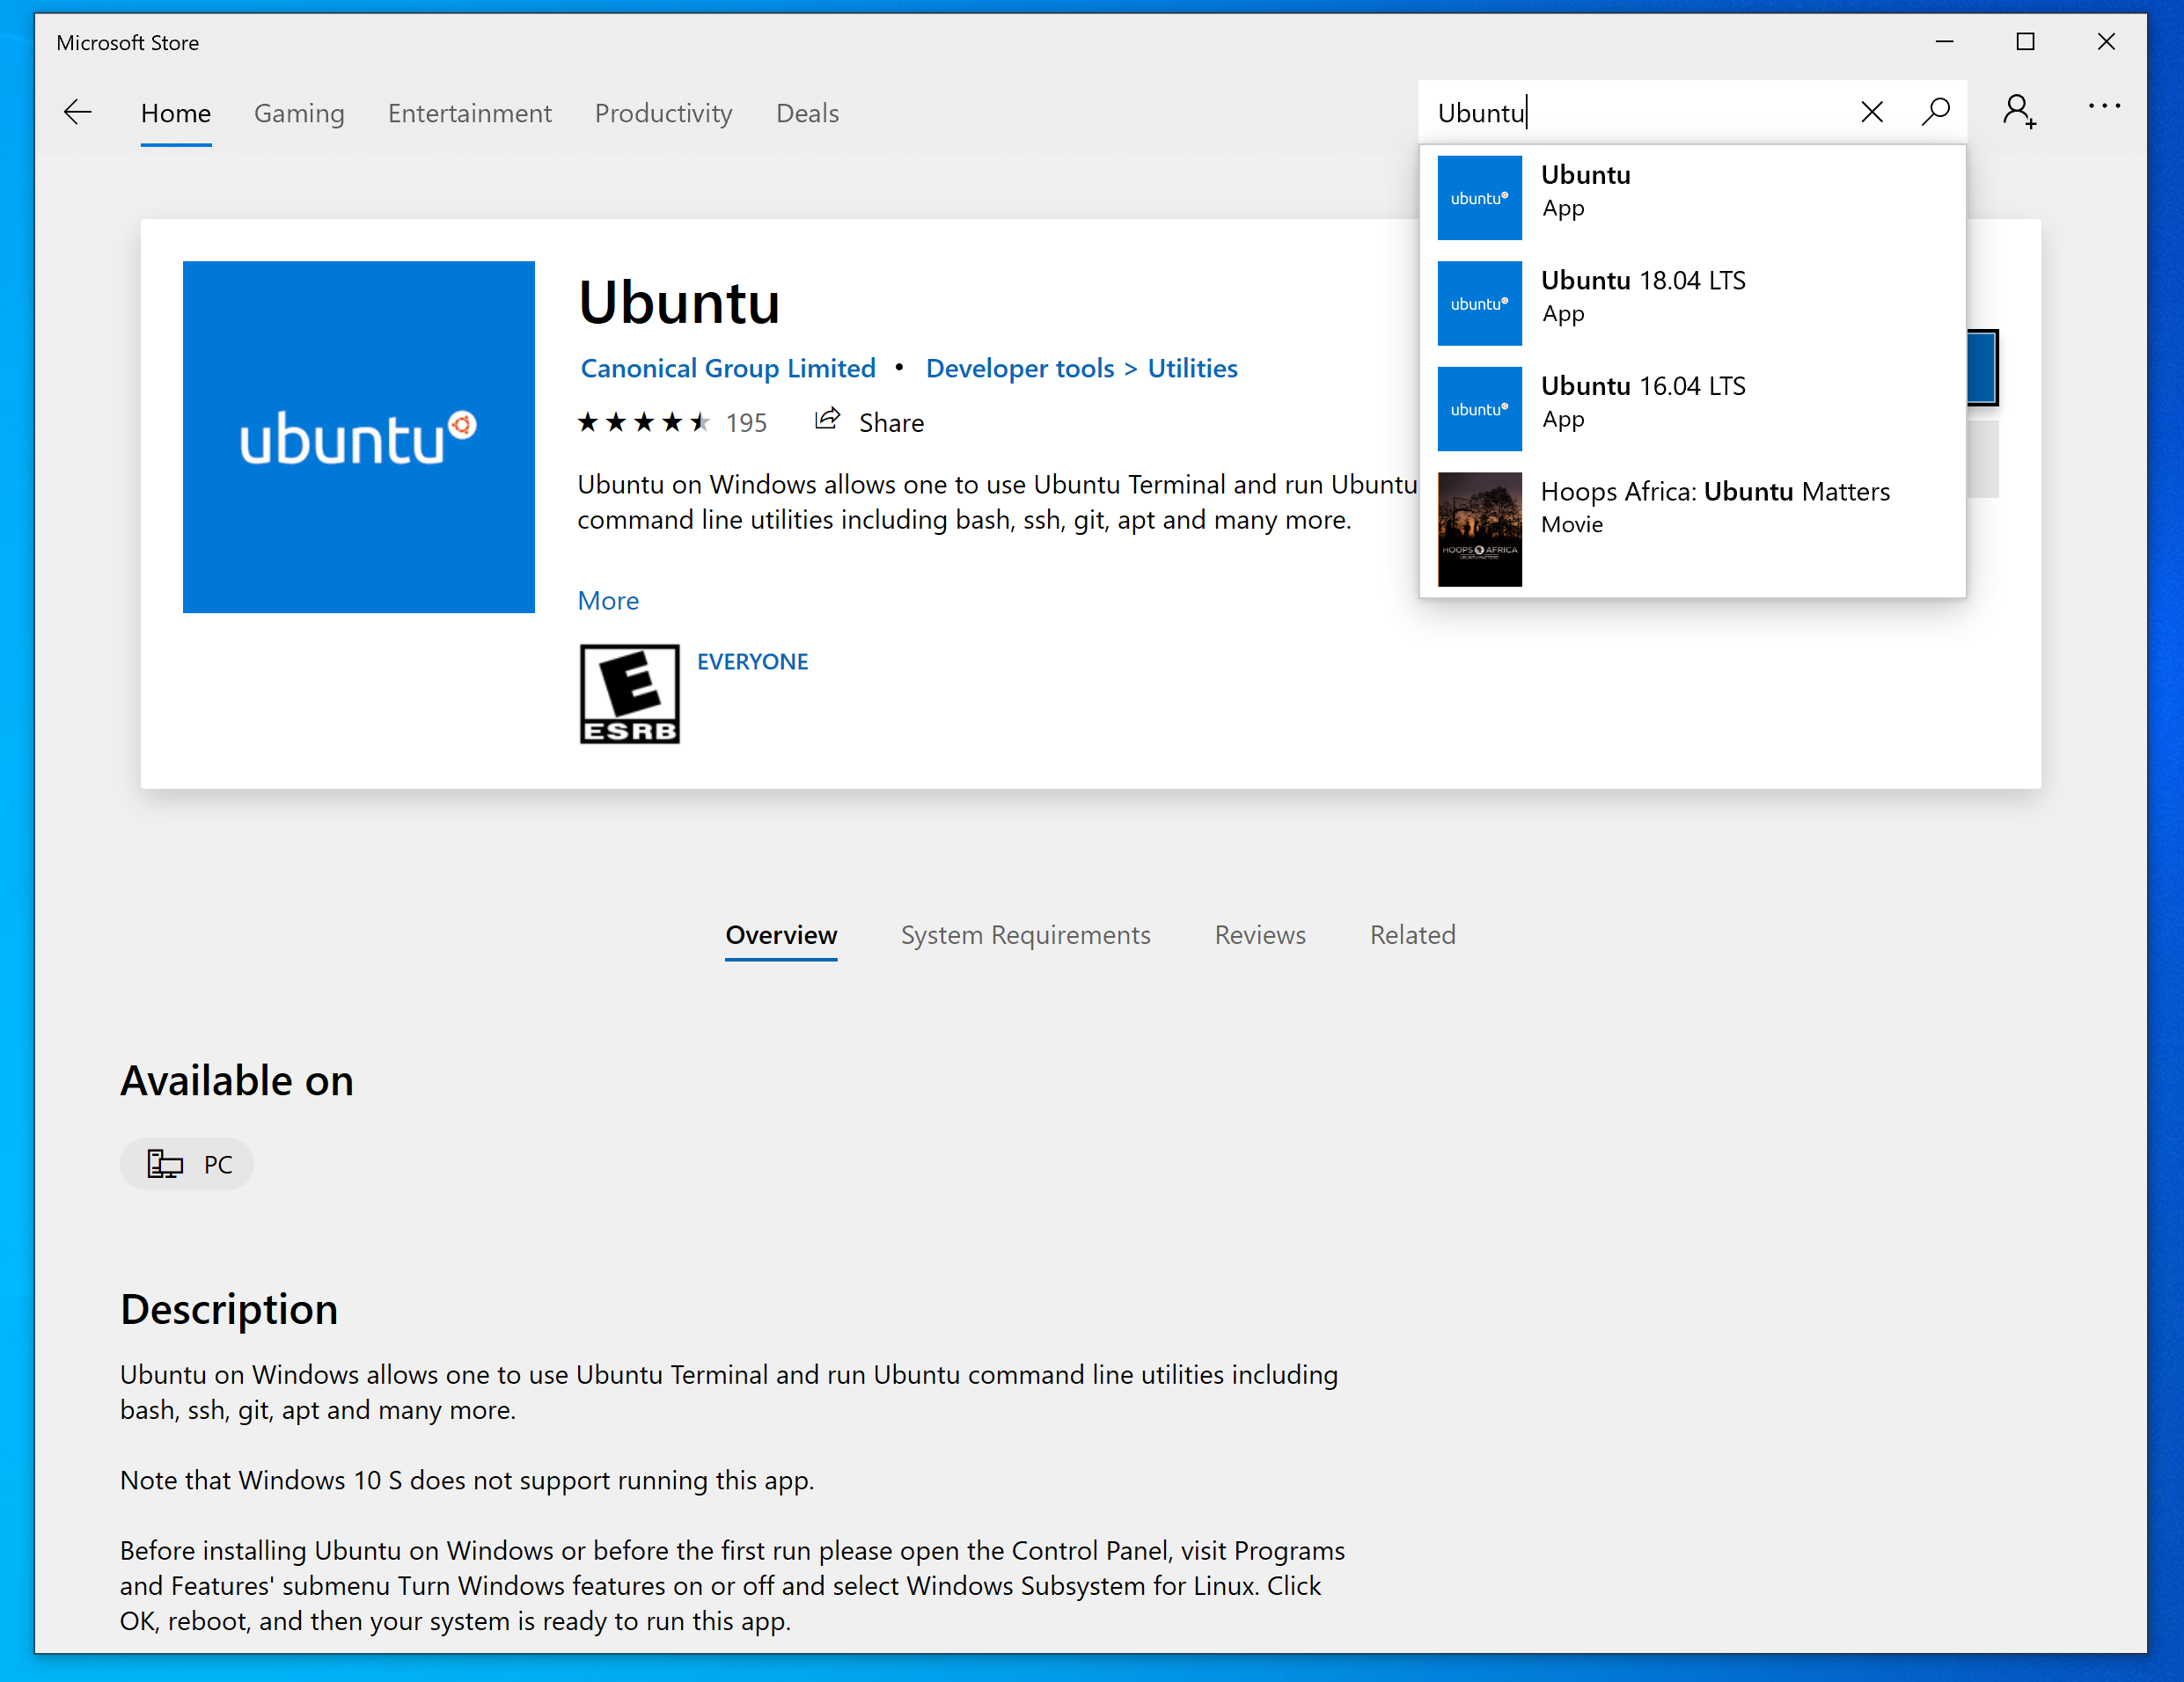 Microsoft Store
Home Gaming Entertainment Productivity Deals
Ubuntu
Ubuntu
App
Ubuntu 18.04 LTS
App
Ubuntu 16.04 LTS
App
Hoops Africa: Ubuntu Matters
Movie
ubuntu
ubuntu
ubuntu
HOOPS AFRICA
UBUNTU MATTERS
ubuntu
Ubuntu
Canonical Group Limited • Developer tools > Utilities
195 Share
Ubuntu on Windows allows one to use Ubuntu Terminal and run Ubuntu
command line utilities including bash, ssh, git, apt and many more.
More
E
ESRB
EVERYONE
Overview System Requirements Reviews Related
Available on
PC
Description
Ubuntu on Windows allows one to use Ubuntu Terminal and run Ubuntu command line utilities including
bash, ssh, git, apt and many more.
Note that Windows 10 S does not support running this app.
Before installing Ubuntu on Windows or before the first run please open the Control Panel, visit Programs
and Features' submenu Turn Windows features on or off and select Windows Subsystem for Linux. Click
OK, reboot, and then your system is ready to run this app.